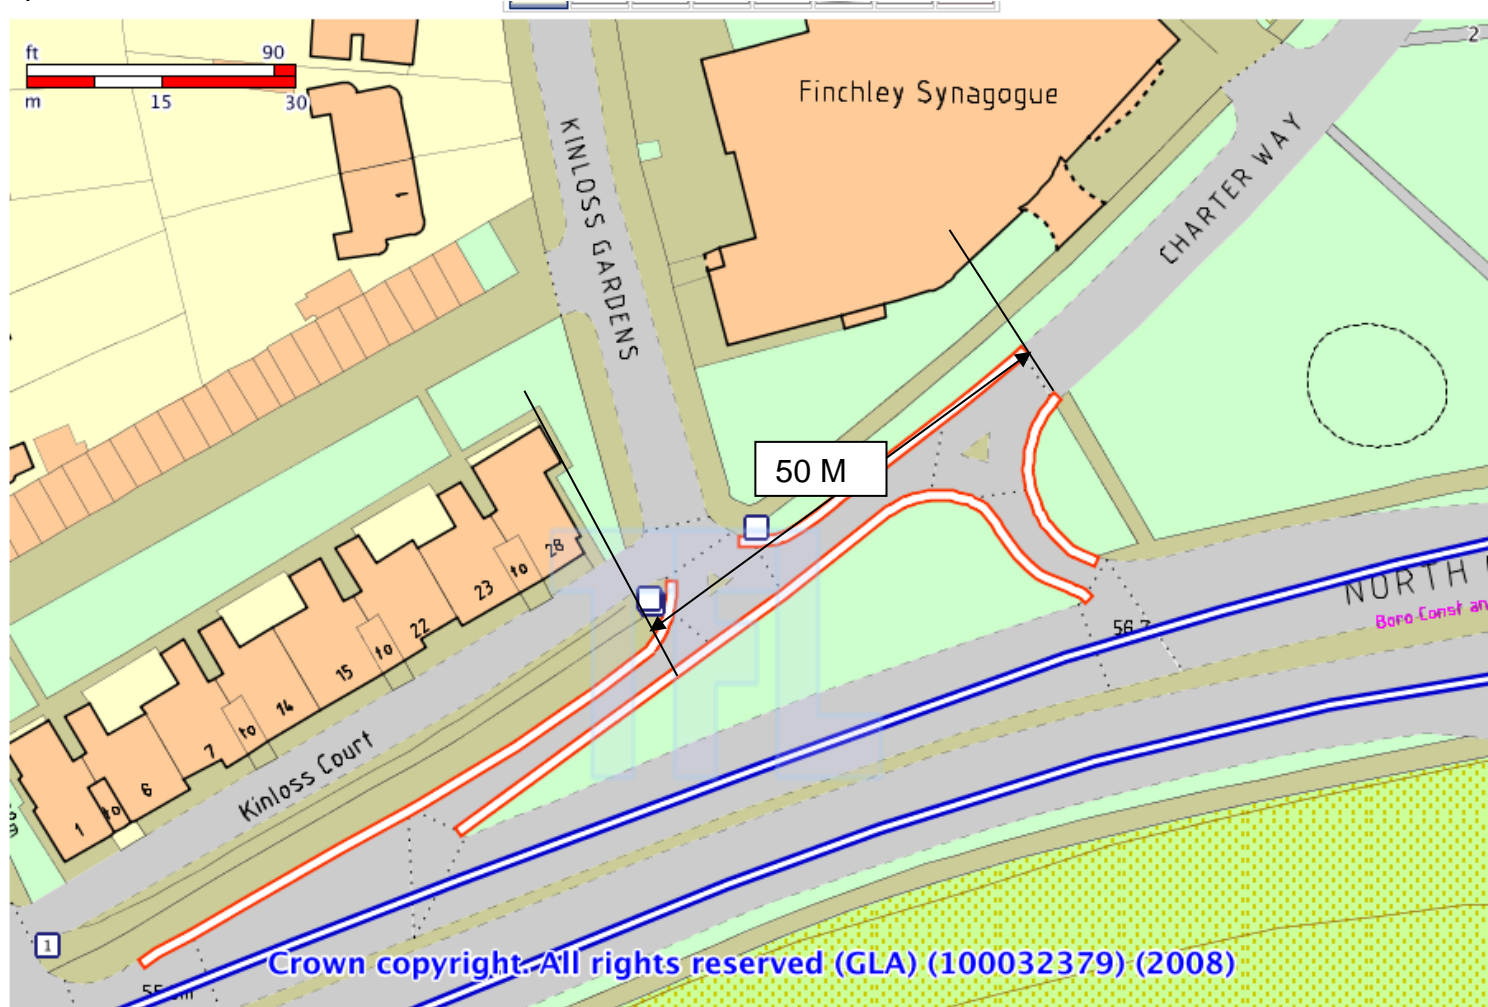 ft 90
m 15 30
2
Finchley Synagogue
KINLOSS GARDENS
CHARTER WAY
1
50 M
28
to
23
22
to
15
14
to
7
6
to
1
Kinloss Court
NORTH
Boro Const an
56.7
1
Crown copyright. All rights reserved (GLA) (100032379) (2008)